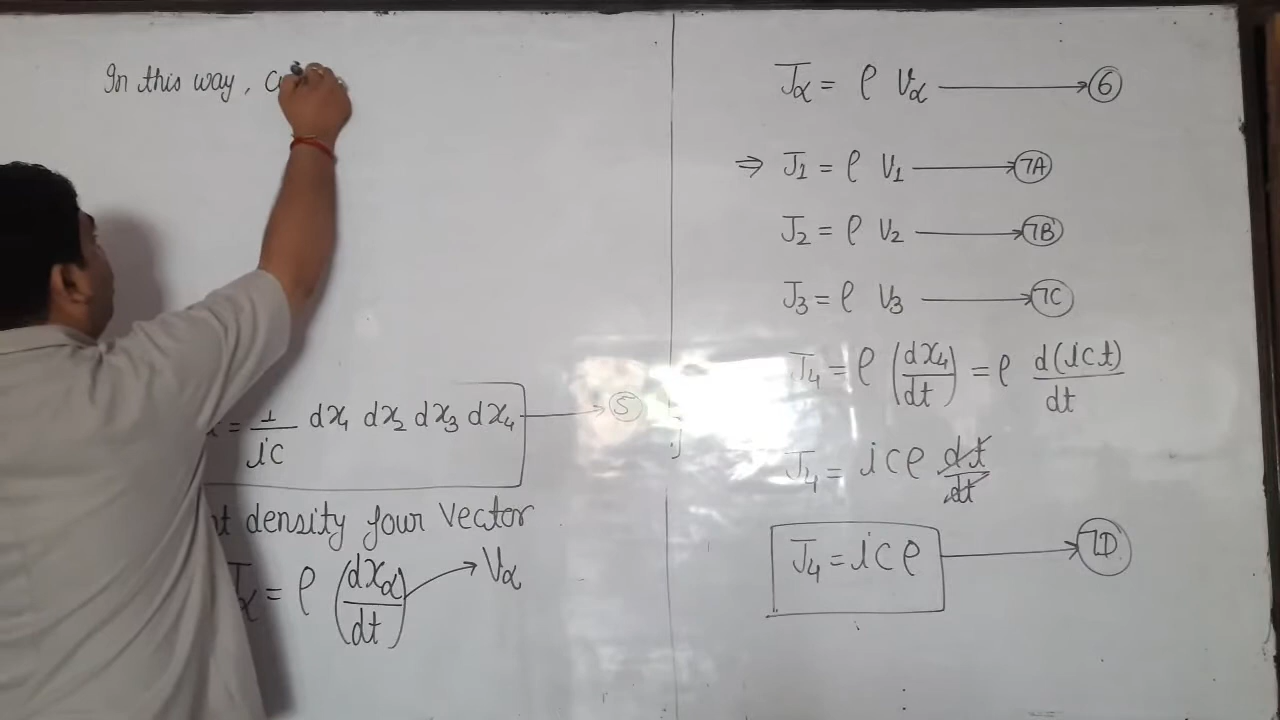 In this way,
= 1/ic dx₁ dx₂ dx₃ dx₄ → 5
density four vector
Jα = ρ (dxα/dt) → Vα
Jα = ρ Vα → 6
⇒ J₁ = ρ V₁ → 7A
J₂ = ρ V₂ → 7B
J₃ = ρ V₃ → 7C
J₄ = ρ (dx₄/dt) = ρ d(ict)/dt
J₄ = icρ dt/dt
J₄ = icρ → 7D